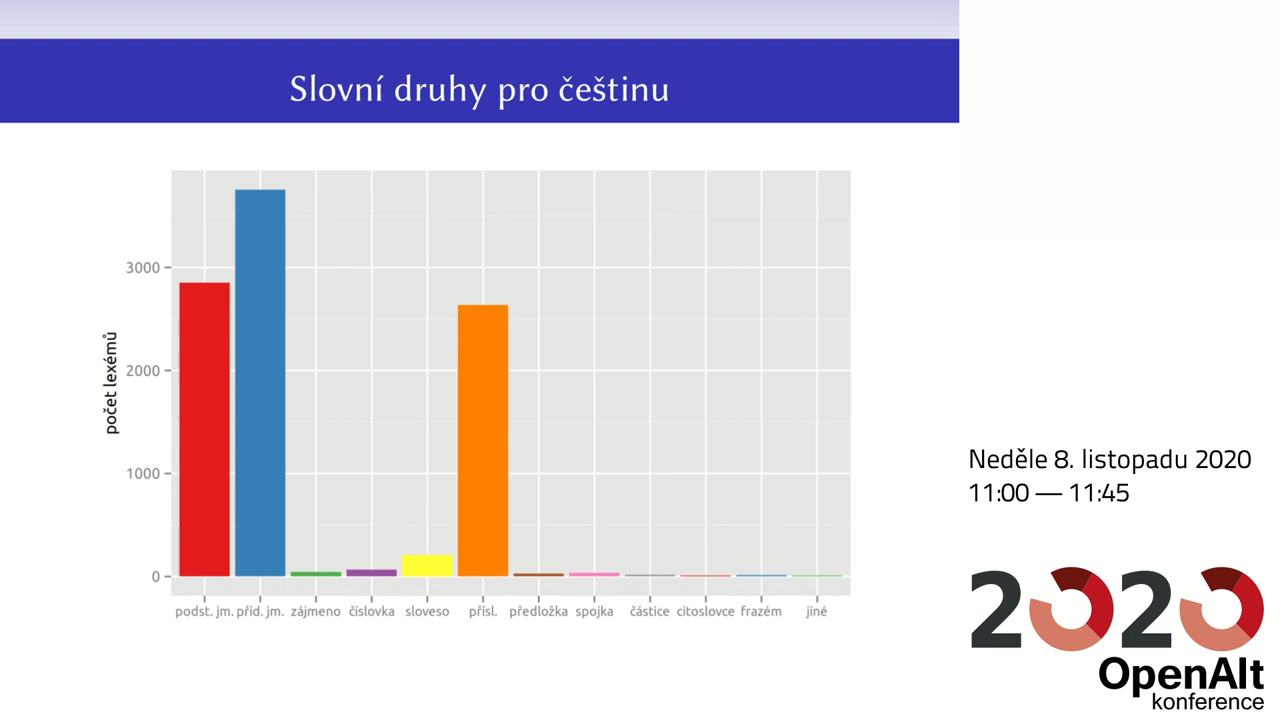 Slovní druhy pro češtinu
počet lexémů
3000
2000
1000
0
podst. jm. příd. jm. zájmeno číslovka sloveso přísl. předložka spojka částice citoslovce frazém jiné
Neděle 8. listopadu 2020
11:00 — 11:45
2020
OpenAlt
konference